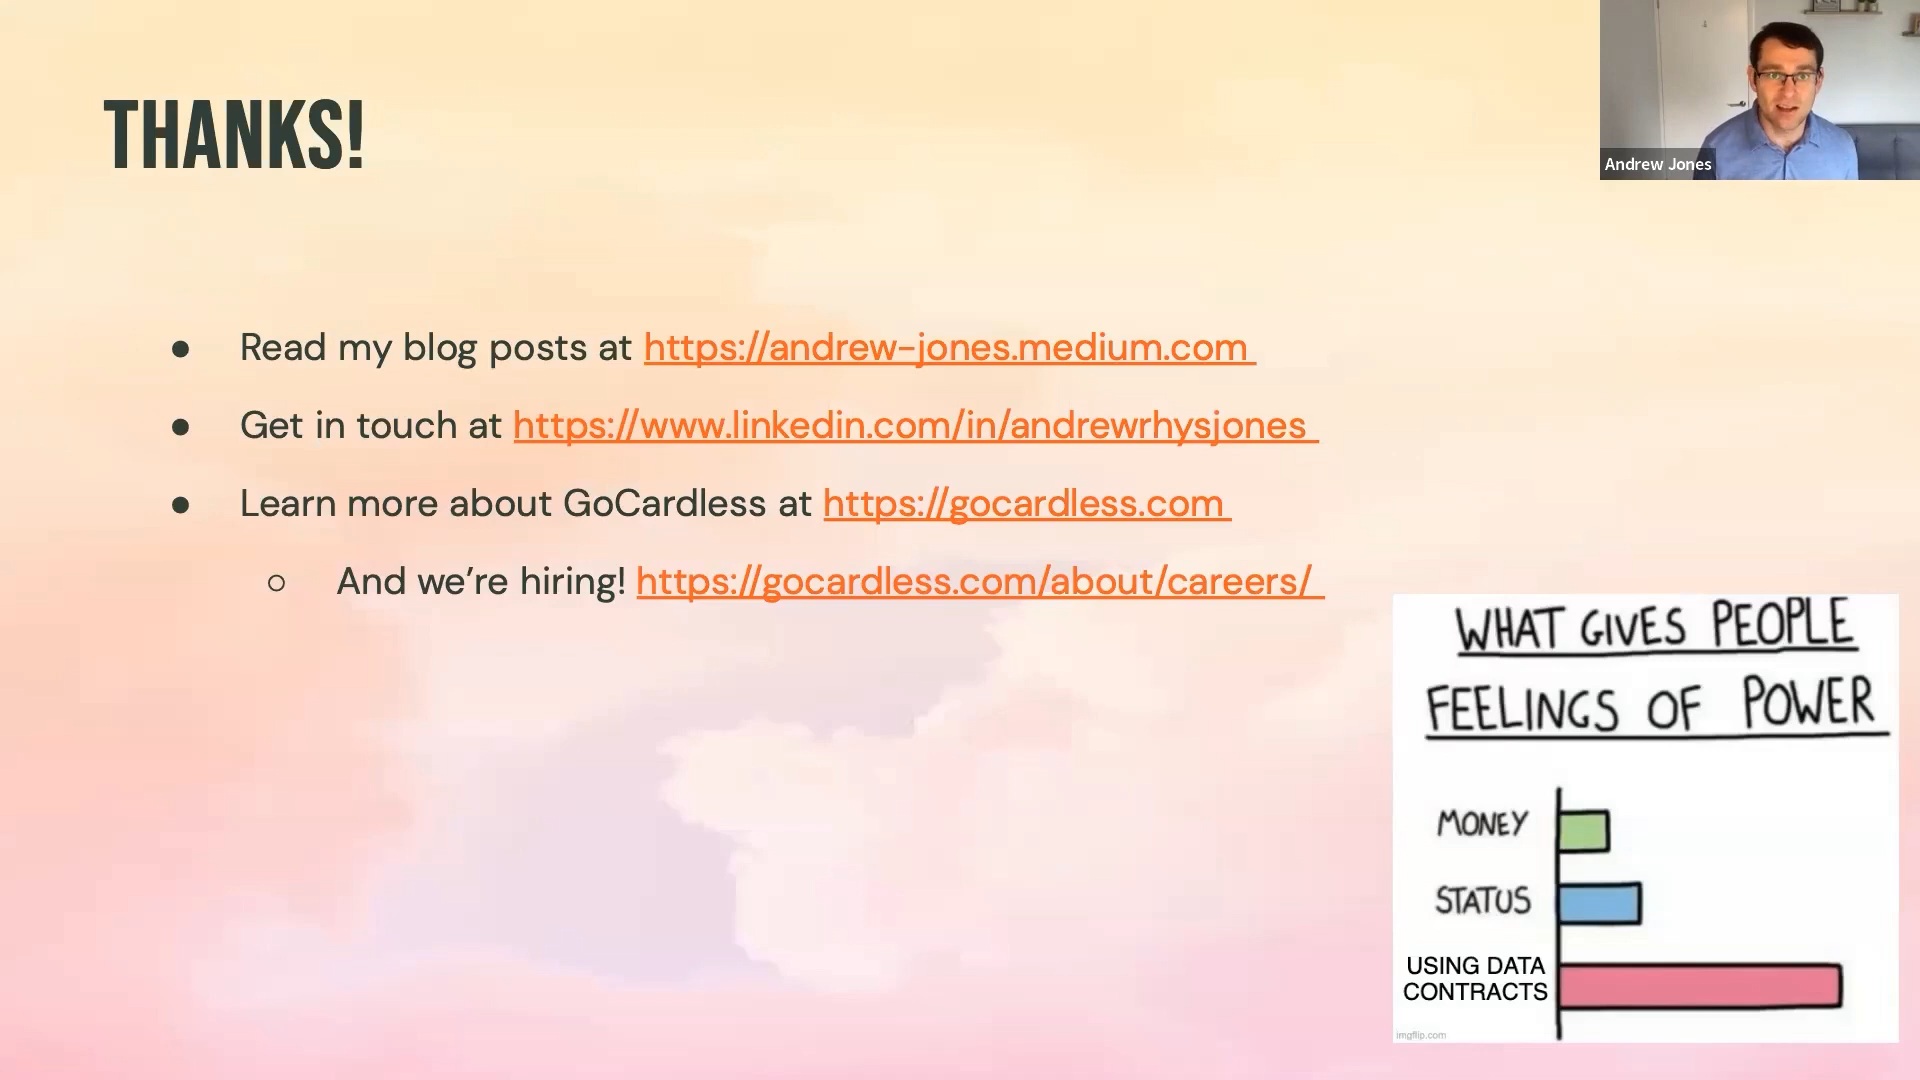 THANKS!
Andrew Jones
● Read my blog posts at https://andrew-jones.medium.com
● Get in touch at https://www.linkedin.com/in/andrewrhysjones
● Learn more about GoCardless at https://gocardless.com
○ And we’re hiring! https://gocardless.com/about/careers/
WHAT GIVES PEOPLE
FEELINGS OF POWER
MONEY
STATUS
USING DATA
CONTRACTS
imgflip.com